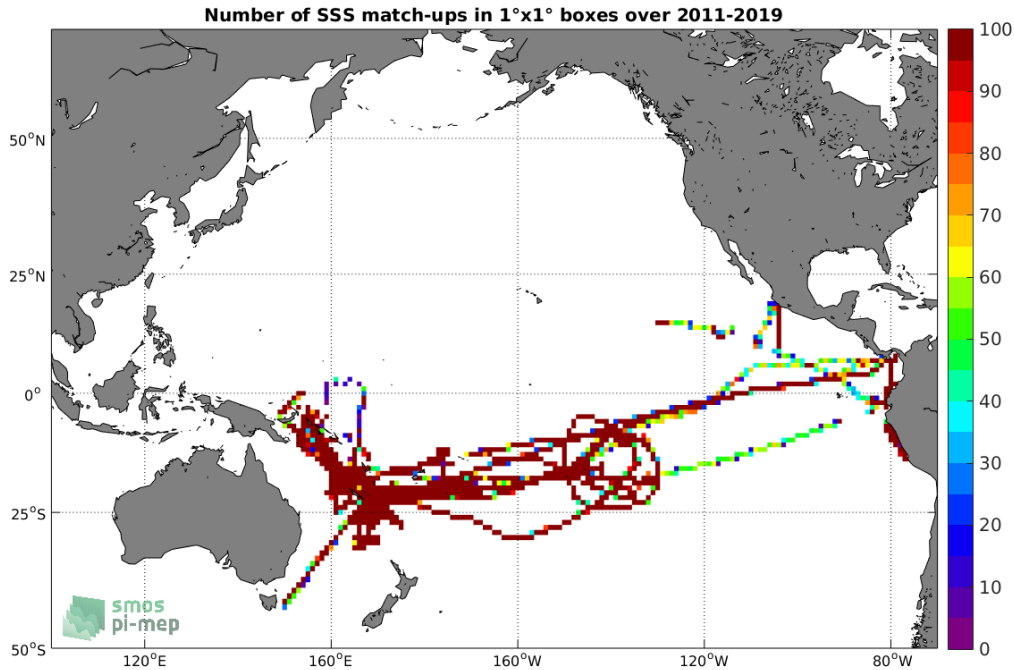 Number of SSS match-ups in 1°x1° boxes over 2011-2019
100
90
80
70
60
50
40
30
20
10
0
50°N
25°N
0°
25°S
50°S
120°E
160°E
160°W
120°W
80°W
smos
pi-mep